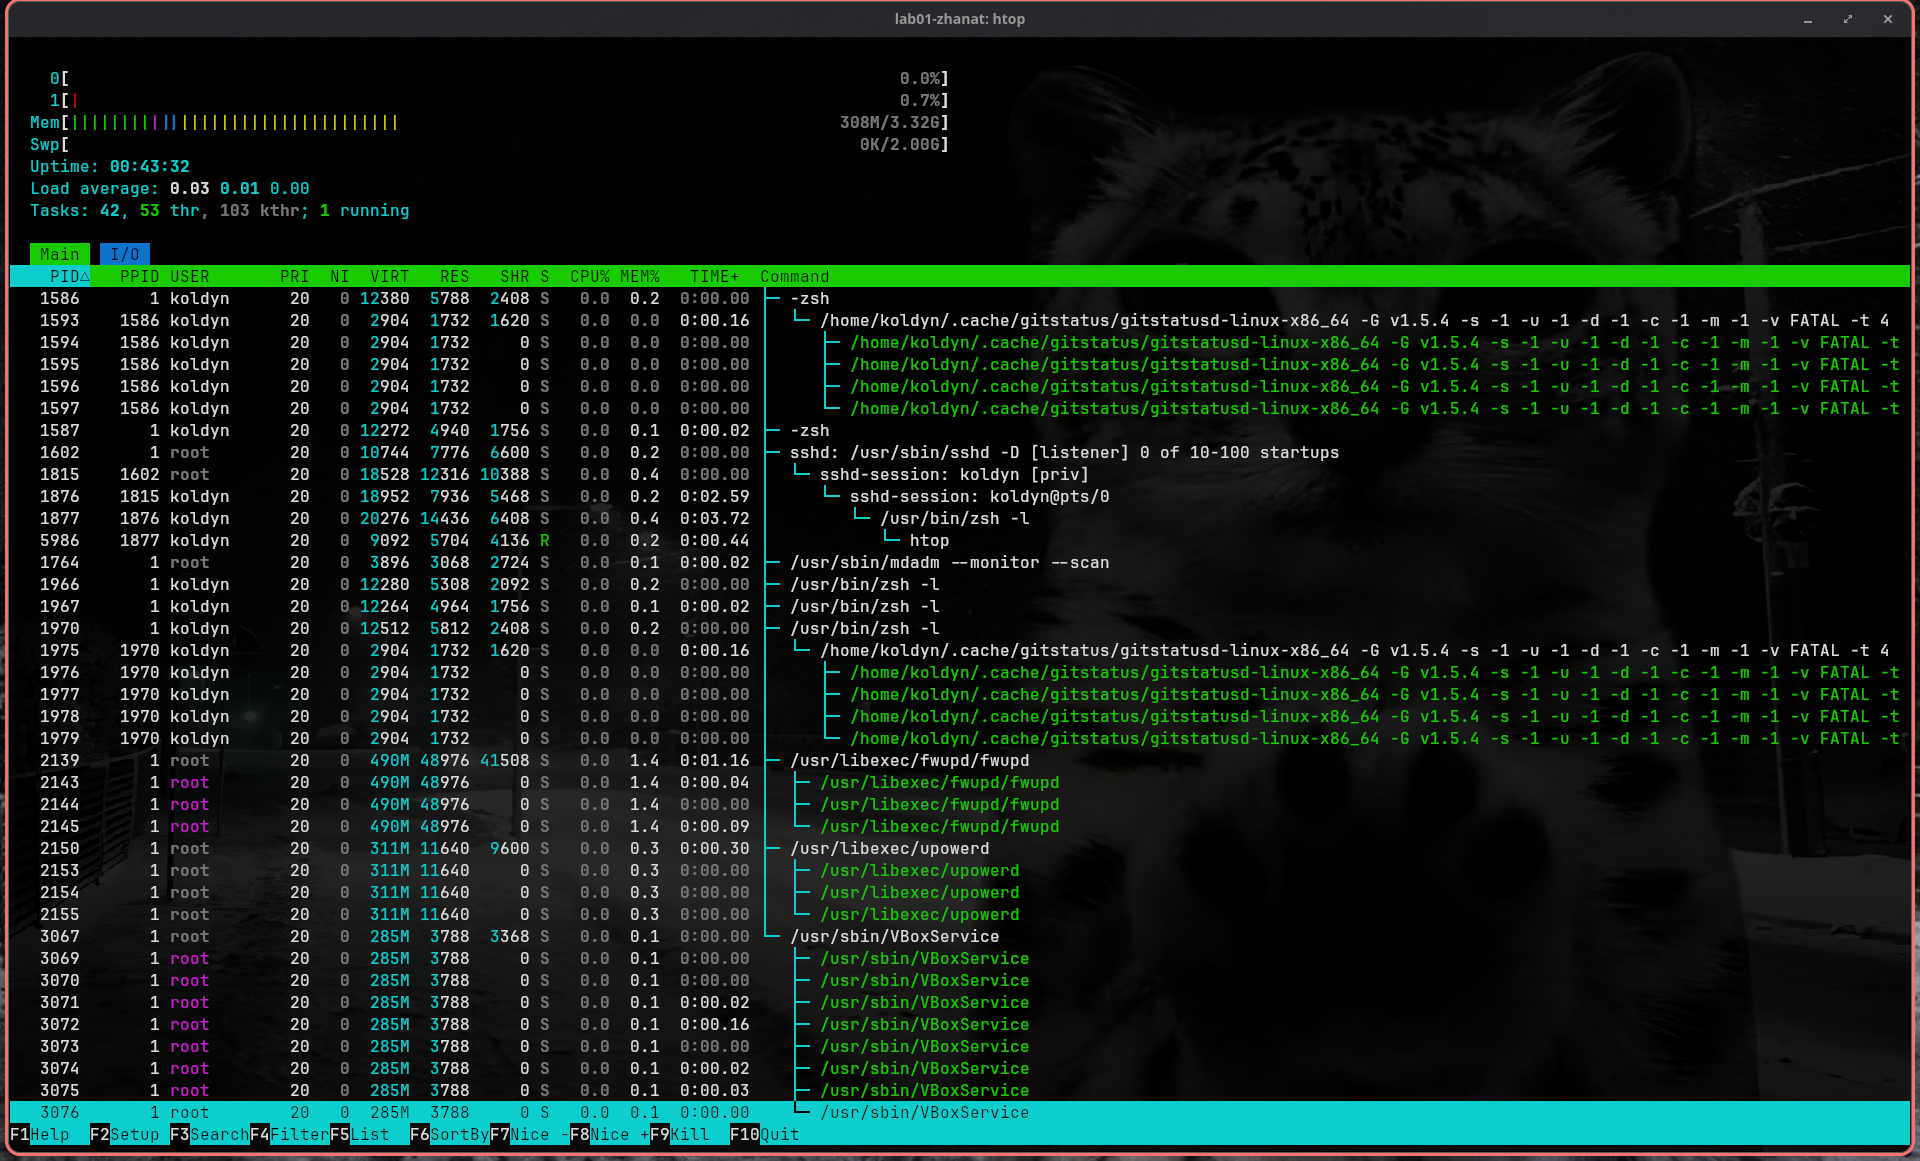 lab01-zhanat: htop
0[ 0.0%]
1[| 0.7%]
Mem[||||||||||||||||||||||||||||||||| 308M/3.32G]
Swp[ 0K/2.00G]
Uptime: 00:43:32
Load average: 0.03 0.01 0.00
Tasks: 42, 53 thr, 103 kthr; 1 running
Main I/O
PID△ PPID USER PRI NI VIRT RES SHR S CPU% MEM% TIME+ Command
1586 1 koldyn 20 0 12380 5788 2408 S 0.0 0.2 0:00.00 ├─ -zsh
1593 1586 koldyn 20 0 2904 1732 1620 S 0.0 0.0 0:00.16 │ └─ /home/koldyn/.cache/gitstatus/gitstatusd-linux-x86_64 -G v1.5.4 -s -1 -u -1 -d -1 -c -1 -m -1 -v FATAL -t 4
1594 1586 koldyn 20 0 2904 1732 0 S 0.0 0.0 0:00.00 │ ├─ /home/koldyn/.cache/gitstatus/gitstatusd-linux-x86_64 -G v1.5.4 -s -1 -u -1 -d -1 -c -1 -m -1 -v FATAL -t
1595 1586 koldyn 20 0 2904 1732 0 S 0.0 0.0 0:00.00 │ ├─ /home/koldyn/.cache/gitstatus/gitstatusd-linux-x86_64 -G v1.5.4 -s -1 -u -1 -d -1 -c -1 -m -1 -v FATAL -t
1596 1586 koldyn 20 0 2904 1732 0 S 0.0 0.0 0:00.00 │ ├─ /home/koldyn/.cache/gitstatus/gitstatusd-linux-x86_64 -G v1.5.4 -s -1 -u -1 -d -1 -c -1 -m -1 -v FATAL -t
1597 1586 koldyn 20 0 2904 1732 0 S 0.0 0.0 0:00.00 │ └─ /home/koldyn/.cache/gitstatus/gitstatusd-linux-x86_64 -G v1.5.4 -s -1 -u -1 -d -1 -c -1 -m -1 -v FATAL -t
1587 1 koldyn 20 0 12272 4940 1756 S 0.0 0.1 0:00.02 ├─ -zsh
1602 1 root 20 0 10744 7776 6600 S 0.0 0.2 0:00.00 ├─ sshd: /usr/sbin/sshd -D [listener] 0 of 10-100 startups
1815 1602 root 20 0 18528 12316 10388 S 0.0 0.4 0:00.00 │ └─ sshd-session: koldyn [priv]
1876 1815 koldyn 20 0 18952 7936 5468 S 0.0 0.2 0:02.59 │ └─ sshd-session: koldyn@pts/0
1877 1876 koldyn 20 0 20276 14436 6408 S 0.0 0.4 0:03.72 │ └─ /usr/bin/zsh -l
5986 1877 koldyn 20 0 9092 5704 4136 R 0.0 0.2 0:00.44 │ └─ htop
1764 1 root 20 0 3896 3068 2724 S 0.0 0.1 0:00.02 ├─ /usr/sbin/mdadm --monitor --scan
1966 1 koldyn 20 0 12280 5308 2092 S 0.0 0.2 0:00.00 ├─ /usr/bin/zsh -l
1967 1 koldyn 20 0 12264 4964 1756 S 0.0 0.1 0:00.02 ├─ /usr/bin/zsh -l
1970 1 koldyn 20 0 12512 5812 2408 S 0.0 0.2 0:00.00 ├─ /usr/bin/zsh -l
1975 1970 koldyn 20 0 2904 1732 1620 S 0.0 0.0 0:00.16 │ └─ /home/koldyn/.cache/gitstatus/gitstatusd-linux-x86_64 -G v1.5.4 -s -1 -u -1 -d -1 -c -1 -m -1 -v FATAL -t 4
1976 1970 koldyn 20 0 2904 1732 0 S 0.0 0.0 0:00.00 │ ├─ /home/koldyn/.cache/gitstatus/gitstatusd-linux-x86_64 -G v1.5.4 -s -1 -u -1 -d -1 -c -1 -m -1 -v FATAL -t
1977 1970 koldyn 20 0 2904 1732 0 S 0.0 0.0 0:00.00 │ ├─ /home/koldyn/.cache/gitstatus/gitstatusd-linux-x86_64 -G v1.5.4 -s -1 -u -1 -d -1 -c -1 -m -1 -v FATAL -t
1978 1970 koldyn 20 0 2904 1732 0 S 0.0 0.0 0:00.00 │ ├─ /home/koldyn/.cache/gitstatus/gitstatusd-linux-x86_64 -G v1.5.4 -s -1 -u -1 -d -1 -c -1 -m -1 -v FATAL -t
1979 1970 koldyn 20 0 2904 1732 0 S 0.0 0.0 0:00.00 │ └─ /home/koldyn/.cache/gitstatus/gitstatusd-linux-x86_64 -G v1.5.4 -s -1 -u -1 -d -1 -c -1 -m -1 -v FATAL -t
2139 1 root 20 0 490M 48976 41508 S 0.0 1.4 0:01.16 ├─ /usr/libexec/fwupd/fwupd
2143 1 root 20 0 490M 48976 0 S 0.0 1.4 0:00.04 │ ├─ /usr/libexec/fwupd/fwupd
2144 1 root 20 0 490M 48976 0 S 0.0 1.4 0:00.00 │ ├─ /usr/libexec/fwupd/fwupd
2145 1 root 20 0 490M 48976 0 S 0.0 1.4 0:00.09 │ └─ /usr/libexec/fwupd/fwupd
2150 1 root 20 0 311M 11640 9600 S 0.0 0.3 0:00.30 ├─ /usr/libexec/upowerd
2153 1 root 20 0 311M 11640 0 S 0.0 0.3 0:00.00 │ ├─ /usr/libexec/upowerd
2154 1 root 20 0 311M 11640 0 S 0.0 0.3 0:00.00 │ ├─ /usr/libexec/upowerd
2155 1 root 20 0 311M 11640 0 S 0.0 0.3 0:00.00 │ └─ /usr/libexec/upowerd
3067 1 root 20 0 285M 3788 3368 S 0.0 0.1 0:00.00 └─ /usr/sbin/VBoxService
3069 1 root 20 0 285M 3788 0 S 0.0 0.1 0:00.00 ├─ /usr/sbin/VBoxService
3070 1 root 20 0 285M 3788 0 S 0.0 0.1 0:00.00 ├─ /usr/sbin/VBoxService
3071 1 root 20 0 285M 3788 0 S 0.0 0.1 0:00.02 ├─ /usr/sbin/VBoxService
3072 1 root 20 0 285M 3788 0 S 0.0 0.1 0:00.16 ├─ /usr/sbin/VBoxService
3073 1 root 20 0 285M 3788 0 S 0.0 0.1 0:00.00 ├─ /usr/sbin/VBoxService
3074 1 root 20 0 285M 3788 0 S 0.0 0.1 0:00.02 ├─ /usr/sbin/VBoxService
3075 1 root 20 0 285M 3788 0 S 0.0 0.1 0:00.03 ├─ /usr/sbin/VBoxService
3076 1 root 20 0 285M 3788 0 S 0.0 0.1 0:00.00 └─ /usr/sbin/VBoxService
F1Help F2Setup F3SearchF4FilterF5List F6SortByF7Nice -F8Nice +F9Kill F10Quit